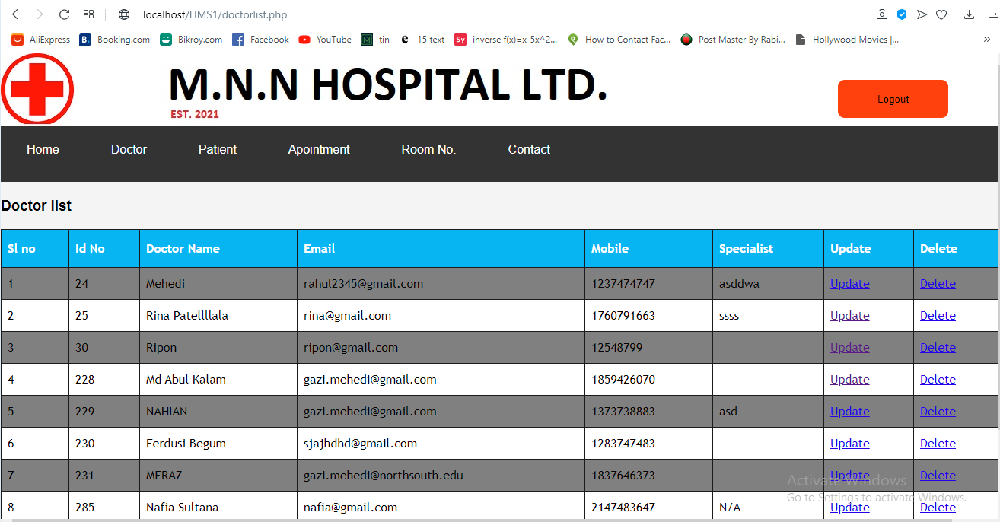 localhost/HMS1/doctorlist.php
AliExpress B. Booking.com Bikroy.com Facebook YouTube M tin 15 text Sy inverse f(x)=x-5x^2... How to Contact Fac... Post Master By Rabi... Hollywood Movies |... »
M.N.N HOSPITAL LTD.
EST. 2021
Logout
Home Doctor Patient Apointment Room No. Contact
Doctor list
Sl no Id No Doctor Name Email Mobile Specialist Update Delete
1 24 Mehedi rahul2345@gmail.com 1237474747 asddwa Update Delete
2 25 Rina Patellllala rina@gmail.com 1760791663 ssss Update Delete
3 30 Ripon ripon@gmail.com 12548799 Update Delete
4 228 Md Abul Kalam gazi.mehedi@gmail.com 1859426070 Update Delete
5 229 NAHIAN gazi.mehedi@gmail.com 1373738883 asd Update Delete
6 230 Ferdusi Begum sjajhdhd@gmail.com 1283747483 Update Delete
7 231 MERAZ gazi.mehedi@northsouth.edu 1837646373 Update Delete
8 285 Nafia Sultana nafia@gmail.com 2147483647 N/A Update Delete
Activate Windows
Go to Settings to activate Windows.